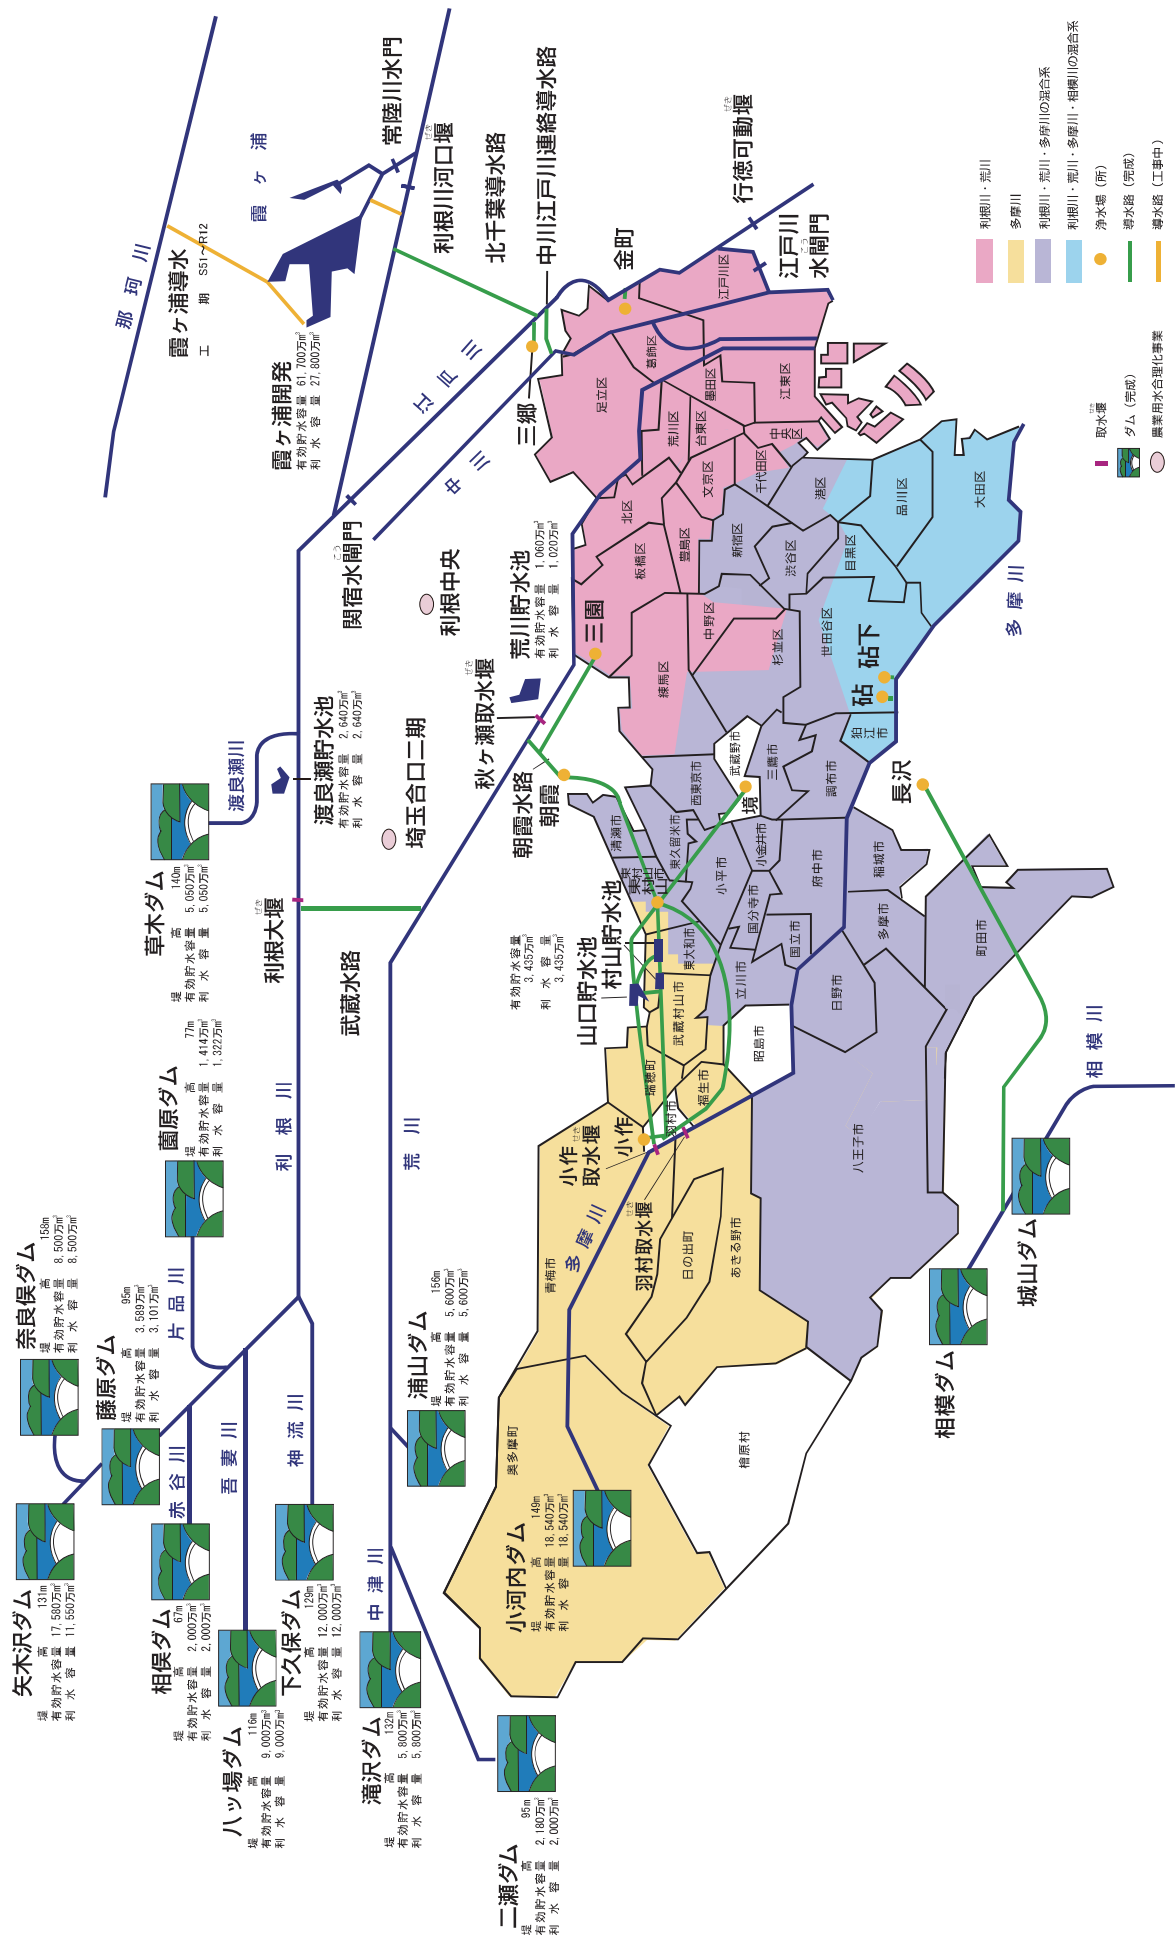 矢木沢ダム
堤高 131m
有効貯水容量 17,580万m³
利水容量 11,550万m³
奈良俣ダム
堤高 158m
有効貯水容量 8,500万m³
利水容量 8,500万m³
藤原ダム
堤高 95m
有効貯水容量 3,589万m³
利水容量 3,101万m³
相俣ダム
堤高 67m
有効貯水容量 2,000万m³
利水容量 2,000万m³
薗原ダム
堤高 77m
有効貯水容量 1,414万m³
利水容量 1,322万m³
八ッ場ダム
堤高 116m
有効貯水容量 9,000万m³
利水容量 9,000万m³
下久保ダム
堤高 129m
有効貯水容量 12,000万m³
利水容量 12,000万m³
草木ダム
堤高 140m
有効貯水容量 5,050万m³
利水容量 5,050万m³
滝沢ダム
堤高 132m
有効貯水容量 5,800万m³
利水容量 5,800万m³
浦山ダム
堤高 156m
有効貯水容量 5,600万m³
利水容量 5,600万m³
二瀬ダム
堤高 95m
有効貯水容量 2,180万m³
利水容量 2,000万m³
小河内ダム
堤高 149m
有効貯水容量 18,540万m³
利水容量 18,540万m³
赤谷川
吾妻川
片品川
神流川
中津川
利根川
荒川
渡良瀬川
那珂川
江戸川
中川
多摩川
多摩川
相模川
霞ヶ浦
霞ヶ浦導水
工期 S51〜R12
霞ヶ浦開発
有効貯水容量 61,700万m³
利水容量 27,800万m³
常陸川水門
利根川河口堰
ぜき
北千葉導水路
中川江戸川連絡導水路
金町
行徳可動堰
ぜき
江戸川水閘門
こう
三郷
関宿水閘門
こう
利根中央
荒川貯水池
有効貯水容量 1,060万m³
利水容量 1,020万m³
三園
秋ヶ瀬取水堰
ぜき
渡良瀬貯水池
有効貯水容量 2,640万m³
利水容量 2,640万m³
埼玉合口二期
朝霞水路
朝霞
利根大堰
ぜき
武蔵水路
山口貯水池
村山貯水池
有効貯水容量
3,435万m³
利水容量
3,435万m³
小作
小作取水堰
ぜき
羽村取水堰
ぜき
境
砧
砧下
長沢
城山ダム
相模ダム
足立区
葛飾区
江戸川区
墨田区
江東区
荒川区
台東区
中央区
文京区
千代田区
北区
豊島区
板橋区
新宿区
港区
渋谷区
品川区
目黒区
大田区
中野区
杉並区
練馬区
世田谷区
狛江市
武蔵野市
三鷹市
調布市
西東京市
清瀬市
東久留米市
東村山市
小平市
小金井市
府中市
国分寺市
国立市
稲城市
多摩市
町田市
東大和市
立川市
日野市
武蔵村山市
昭島市
瑞穂町
福生市
羽村市
八王子市
青梅市
日の出町
あきる野市
奥多摩町
檜原村
利根川・荒川
多摩川
利根川・荒川・多摩川の混合系
利根川・荒川・多摩川・相模川の混合系
浄水場（所）
導水路（完成）
導水路（工事中）
取水堰
ぜき
ダム（完成）
農業用水合理化事業